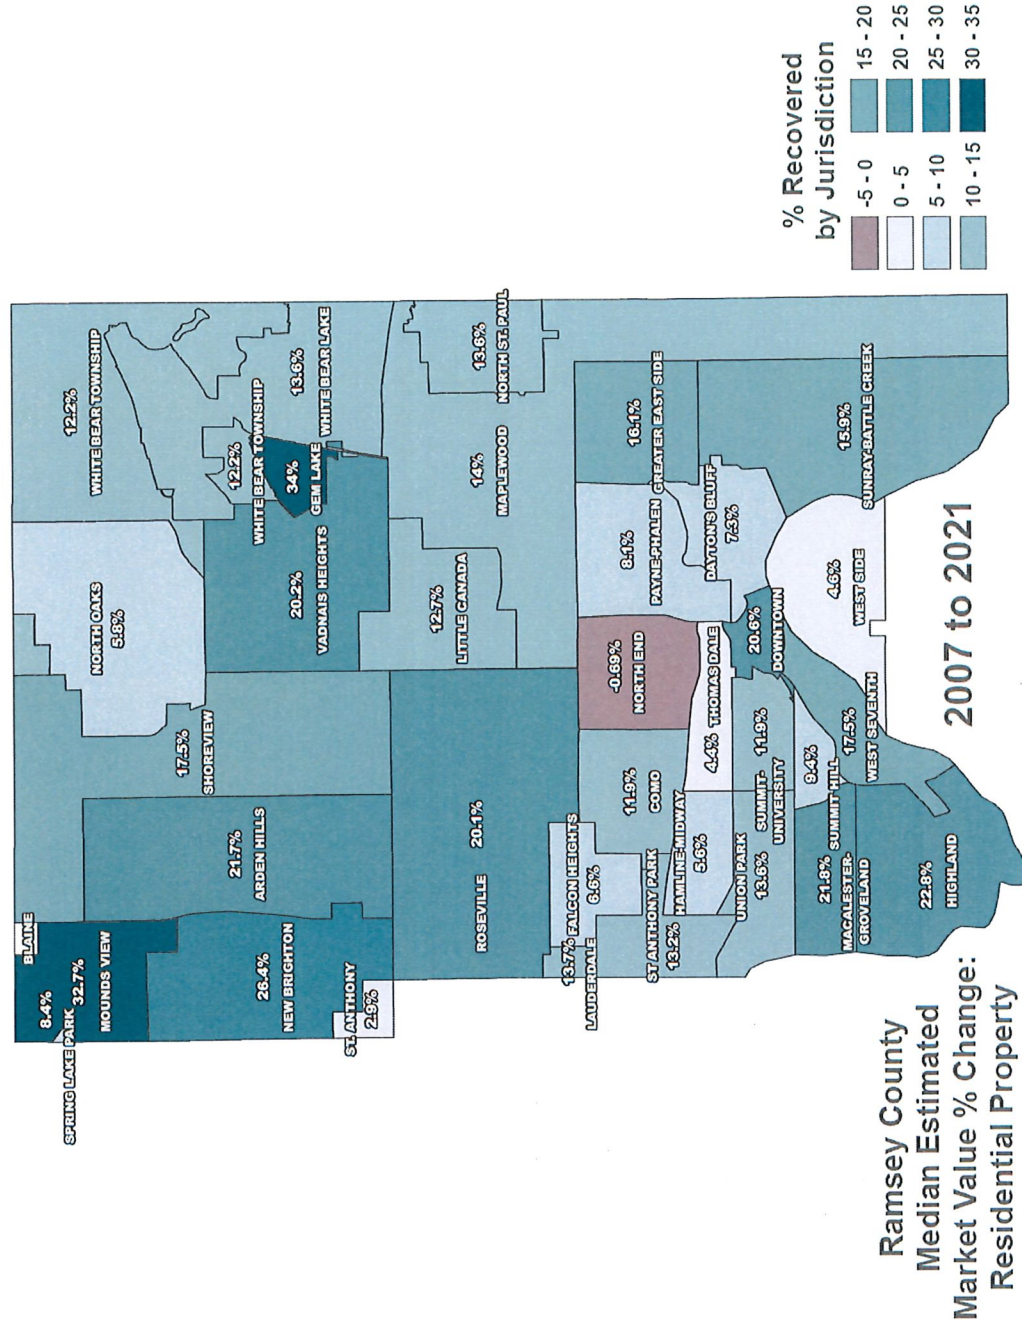 BLAINE
8.4%
SPRING LAKE PARK
32.7%
MOUNDS VIEW
NORTH OAKS
5.8%
12.2%
WHITE BEAR TOWNSHIP
17.5%
SHOREVIEW
21.7%
ARDEN HILLS
26.4%
NEW BRIGHTON
ST. ANTHONY
2.9%
12.2%
WHITE BEAR TOWNSHIP
34%
GEM LAKE
13.6%
WHITE BEAR LAKE
20.2%
VADNAIS HEIGHTS
12.7%
LITTLE CANADA
14%
MAPLEWOOD
13.6%
NORTH ST. PAUL
20.1%
ROSEVILLE
13.7%
LAUDERDALE
FALCON HEIGHTS
6.6%
ST ANTHONY PARK
13.2%
11.9%
COMO
-0.69%
NORTH END
8.1%
PAYNE-PHALEN
16.1%
GREATER EAST SIDE
HAMLINE-MIDWAY
5.6%
4.4%
THOMAS DALE
DAYTON'S BLUFF
7.3%
UNION PARK
13.6%
SUMMIT-
UNIVERSITY
11.9%
20.6%
DOWNTOWN
9.4%
SUMMIT HILL
21.8%
MACALESTER-
GROVELAND
17.5%
WEST SEVENTH
4.6%
WEST SIDE
15.9%
SUNRAY-BATTLE CREEK
22.8%
HIGHLAND
Ramsey County
Median Estimated
Market Value % Change:
Residential Property
2007 to 2021
% Recovered
by Jurisdiction
-5 - 0
0 - 5
5 - 10
10 - 15
15 - 20
20 - 25
25 - 30
30 - 35